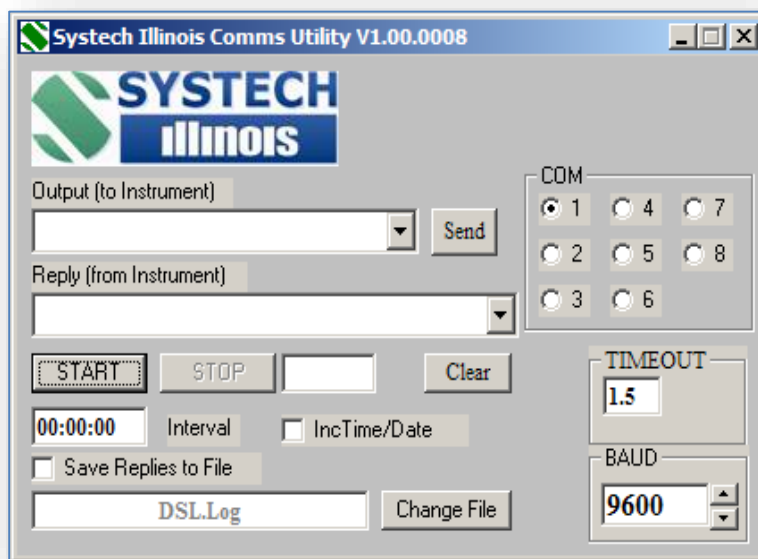 Systech Illinois Comms Utility V1.00.0008
SYSTECH
illinois
Output (to Instrument)
Send
Reply (from Instrument)
COM
1 4 7
2 5 8
3 6
START STOP Clear
00:00:00 Interval IncTime/Date
Save Replies to File
DSL.Log Change File
TIMEOUT
1.5
BAUD
9600